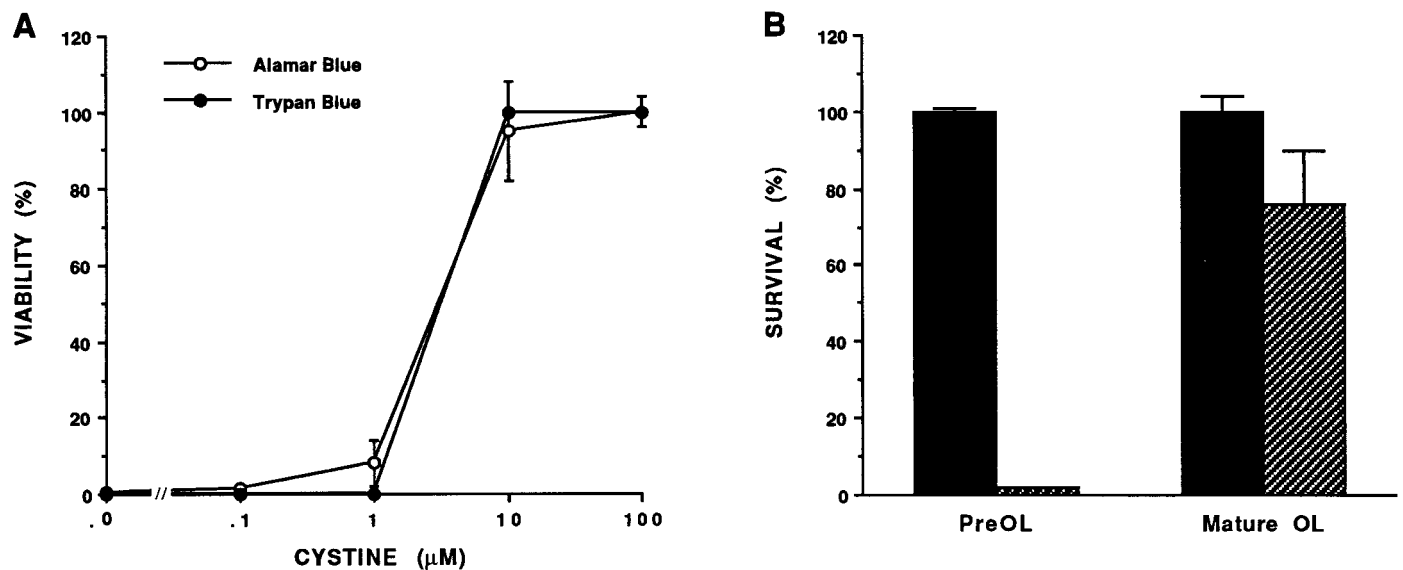 A
120
100
80
60
40
20
0
VIABILITY (%)
Alamar Blue
Trypan Blue
//
.0
.1
1
10
100
CYSTINE (μM)
B
120
100
80
60
40
20
0
SURVIVAL (%)
PreOL
Mature OL